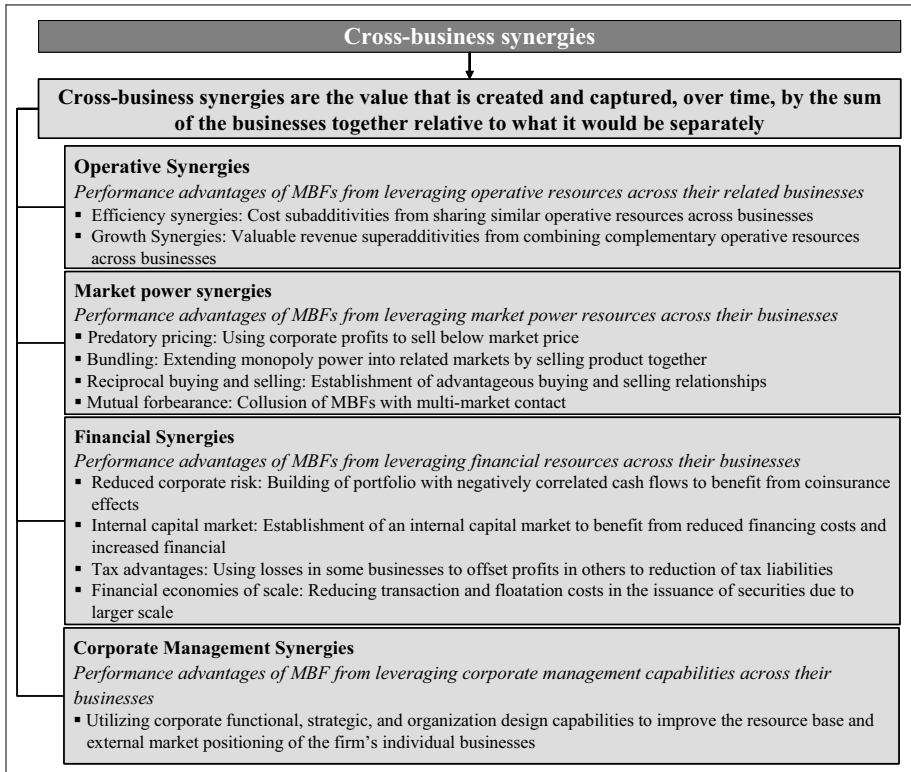 Cross-business synergies
Cross-business synergies are the value that is created and captured, over time, by the sum
of the businesses together relative to what it would be separately
Operative Synergies
Performance advantages of MBFs from leveraging operative resources across their related businesses
▪ Efficiency synergies: Cost subadditivities from sharing similar operative resources across businesses
▪ Growth Synergies: Valuable revenue superadditivities from combining complementary operative resources
across businesses
Market power synergies
Performance advantages of MBFs from leveraging market power resources across their businesses
▪ Predatory pricing: Using corporate profits to sell below market price
▪ Bundling: Extending monopoly power into related markets by selling product together
▪ Reciprocal buying and selling: Establishment of advantageous buying and selling relationships
▪ Mutual forbearance: Collusion of MBFs with multi-market contact
Financial Synergies
Performance advantages of MBFs from leveraging financial resources across their businesses
▪ Reduced corporate risk: Building of portfolio with negatively correlated cash flows to benefit from coinsurance
effects
▪ Internal capital market: Establishment of an internal capital market to benefit from reduced financing costs and
increased financial
▪ Tax advantages: Using losses in some businesses to offset profits in others to reduction of tax liabilities
▪ Financial economies of scale: Reducing transaction and floatation costs in the issuance of securities due to
larger scale
Corporate Management Synergies
Performance advantages of MBF from leveraging corporate management capabilities across their
businesses
▪ Utilizing corporate functional, strategic, and organization design capabilities to improve the resource base and
external market positioning of the firm's individual businesses